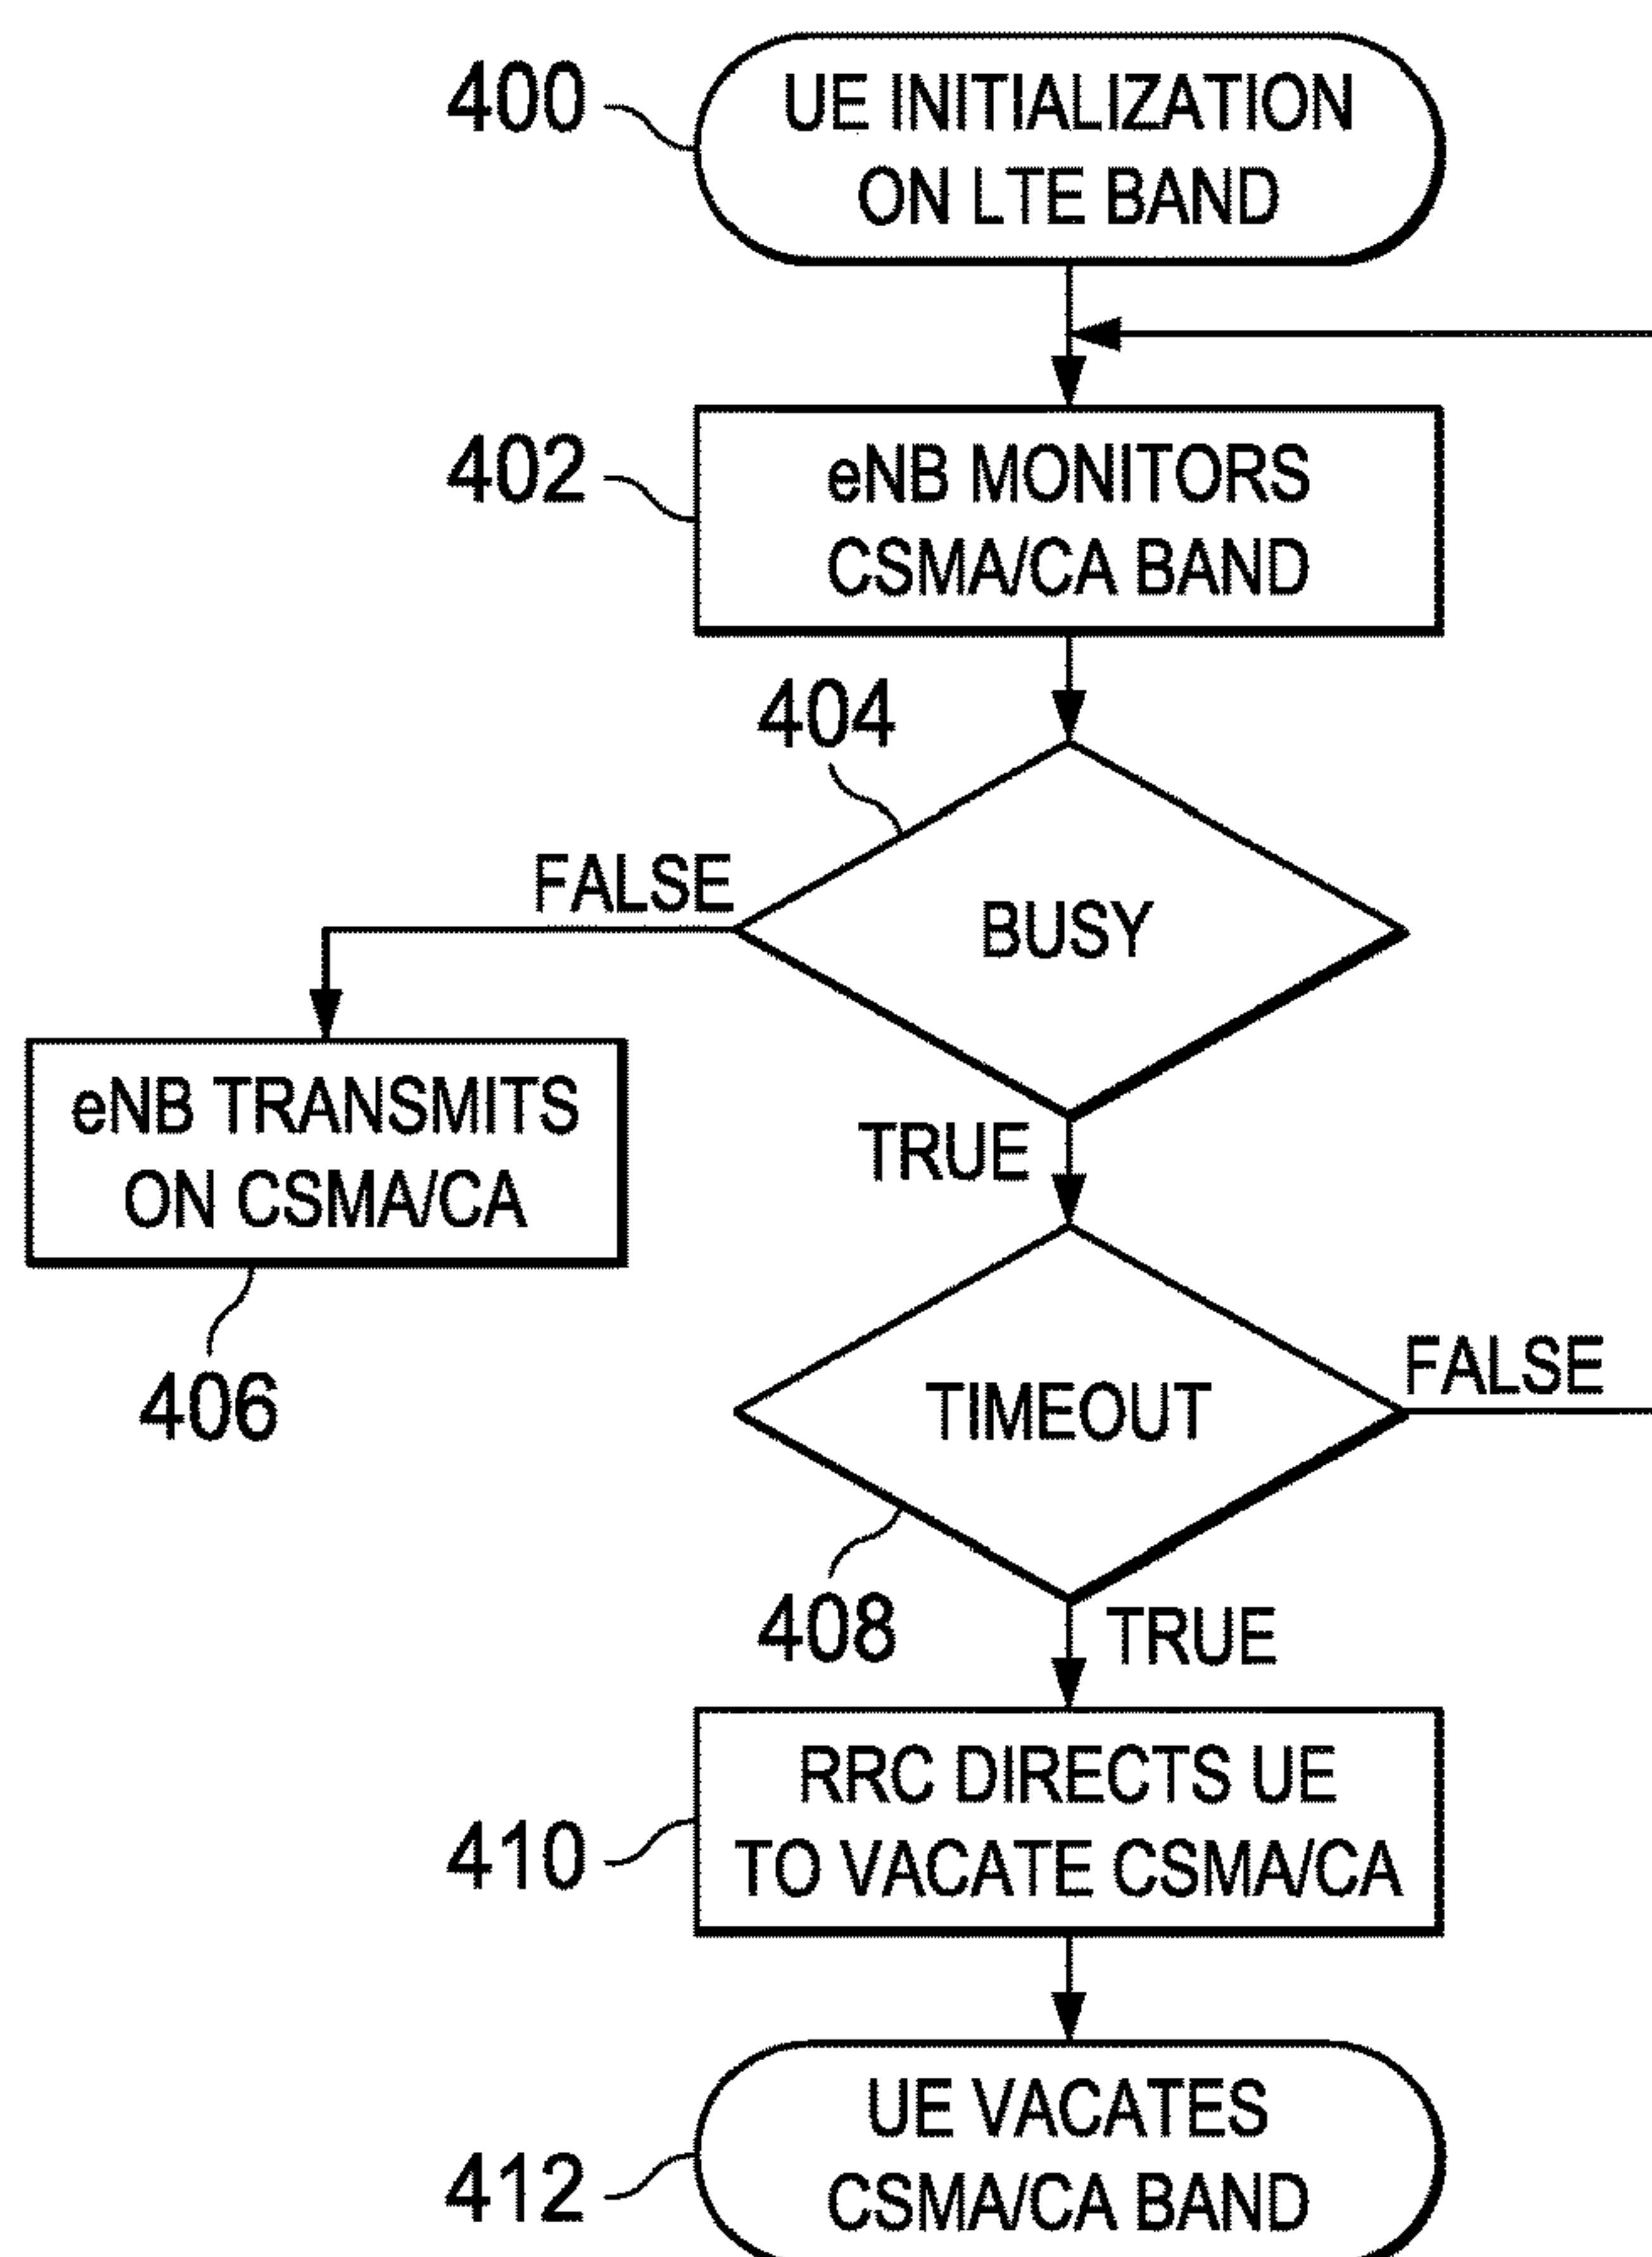 400
UE INITIALIZATION
ON LTE BAND
402
eNB MONITORS
CSMA/CA BAND
404
FALSE
BUSY
eNB TRANSMITS
ON CSMA/CA
TRUE
406
TIMEOUT
FALSE
408
TRUE
410
RRC DIRECTS UE
TO VACATE CSMA/CA
412
UE VACATES
CSMA/CA BAND